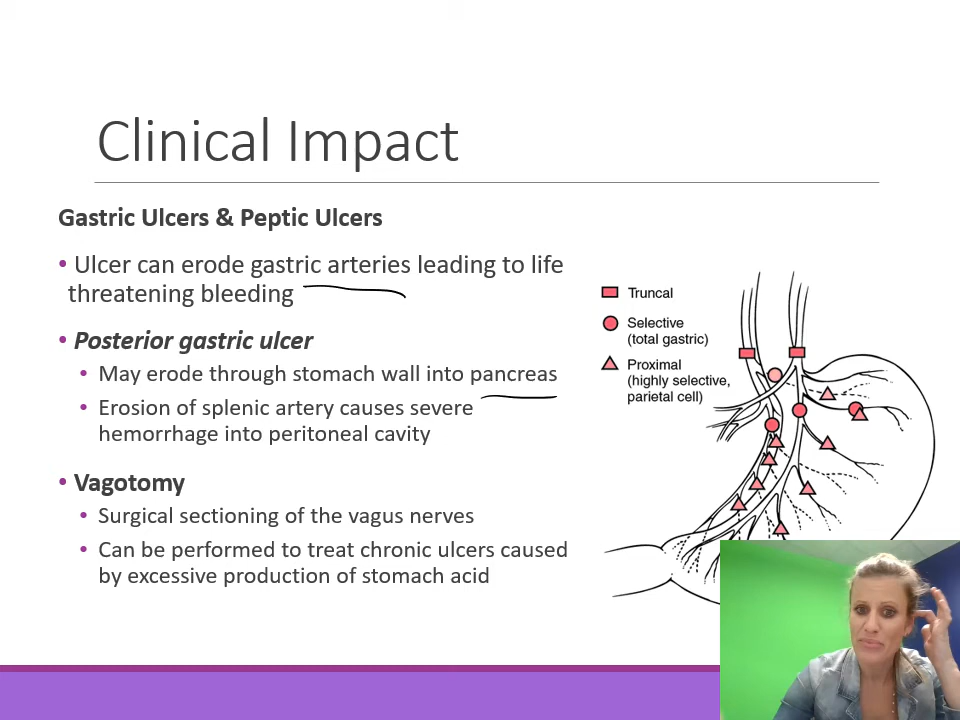 Clinical Impact
Gastric Ulcers & Peptic Ulcers
• Ulcer can erode gastric arteries leading to life
threatening bleeding
• Posterior gastric ulcer
• May erode through stomach wall into pancreas
• Erosion of splenic artery causes severe
hemorrhage into peritoneal cavity
• Vagotomy
• Surgical sectioning of the vagus nerves
• Can be performed to treat chronic ulcers caused
by excessive production of stomach acid
Truncal
Selective
(total gastric)
Proximal
(highly selective,
parietal cell)